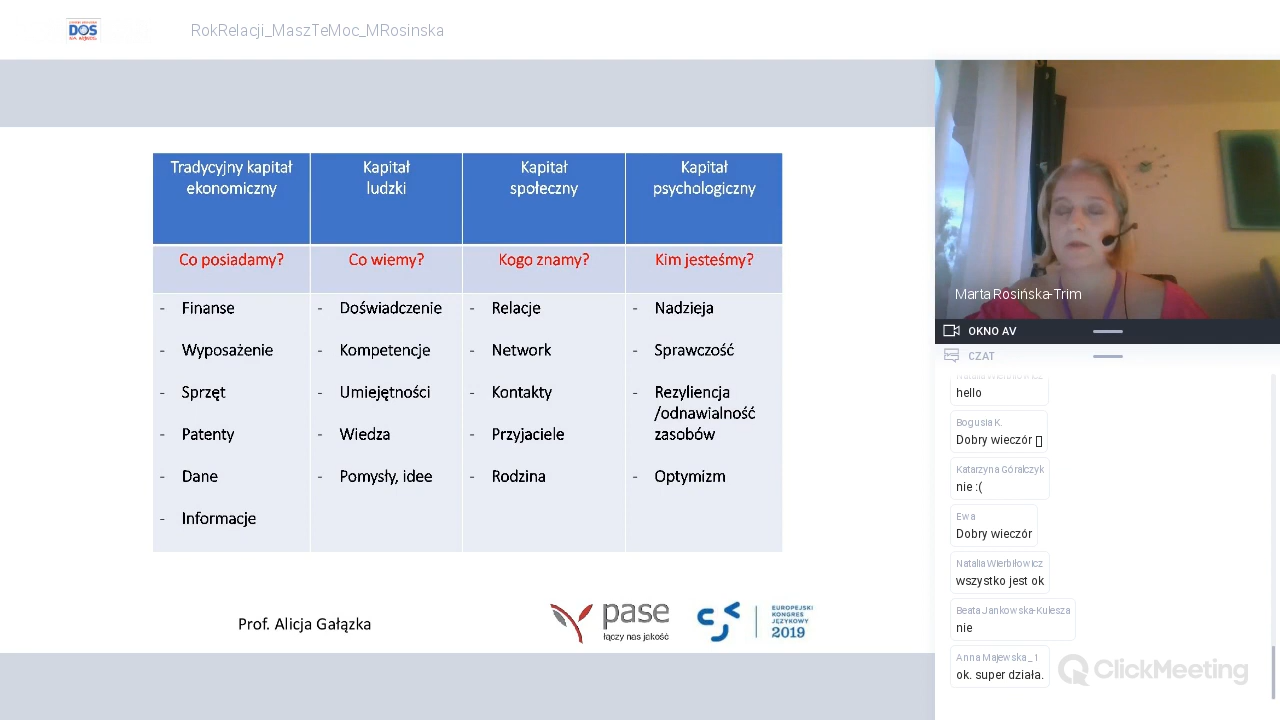 DOS
RokRelacji_MaszTeMoc_MRosinska
Tradycyjny kapitał
ekonomiczny
Kapitał
ludzki
Kapitał
społeczny
Kapitał
psychologiczny
Co posiadamy?
Co wiemy?
Kogo znamy?
Kim jesteśmy?
- Finanse
- Wyposażenie
- Sprzęt
- Patenty
- Dane
- Informacje
- Doświadczenie
- Kompetencje
- Umiejętności
- Wiedza
- Pomysły, idee
- Relacje
- Network
- Kontakty
- Przyjaciele
- Rodzina
- Nadzieja
- Sprawczość
- Rezyliencja
/odnawialność
zasobów
- Optymizm
Prof. Alicja Gałązka
pase
łączy nas jakość
EUROPEJSKI
KONGRES
JĘZYKOWY
2019
Marta Rosińska-Trim
OKNO AV
CZAT
hello
Bogusia K.
Dobry wieczór
Katarzyna Góralczyk
nie :(
Ewa
Dobry wieczór
Natalia Wierbiłowicz
wszystko jest ok
Beata Jankowska-Kulesza
nie
Anna Majewska_1
ok. super działa.
ClickMeeting